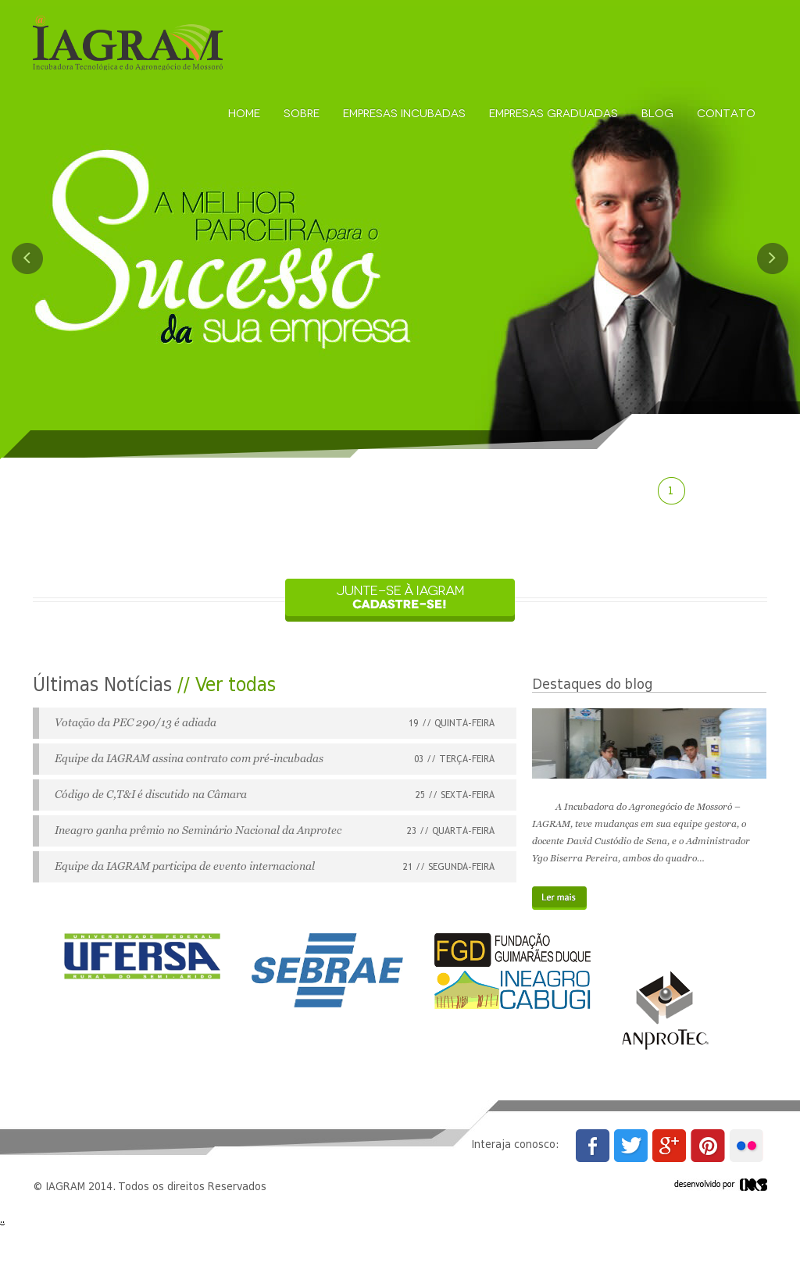 IAGRAM
Incubadora Tecnológica e do Agronegócio de Mossoró
HOME SOBRE EMPRESAS INCUBADAS EMPRESAS GRADUADAS BLOG CONTATO
A MELHOR
PARCEIRA para o
Sucesso
da sua empresa
1
JUNTE-SE À IAGRAM
CADASTRE-SE!
Últimas Notícias // Ver todas
Votação da PEC 290/13 é adiada 19 // QUINTA-FEIRA
Equipe da IAGRAM assina contrato com pré-incubadas 03 // TERÇA-FEIRA
Código de C,T&I é discutido na Câmara 25 // SEXTA-FEIRA
Ineagro ganha prêmio no Seminário Nacional da Anprotec 23 // QUARTA-FEIRA
Equipe da IAGRAM participa de evento internacional 21 // SEGUNDA-FEIRA
Destaques do blog
A Incubadora do Agronegócio de Mossoró –
IAGRAM, teve mudanças em sua equipe gestora, o
docente David Custódio de Sena, e o Administrador
Ygo Biserra Pereira, ambos do quadro...
Ler mais
UNIVERSIDADE FEDERAL
UFERSA
RURAL DO SEMI-ÁRIDO
SEBRAE
FGD FUNDAÇÃO
GUIMARÃES DUQUE
INEAGRO
CABUGI
ANPROTEC
Interaja conosco:
© IAGRAM 2014. Todos os direitos Reservados
desenvolvido por